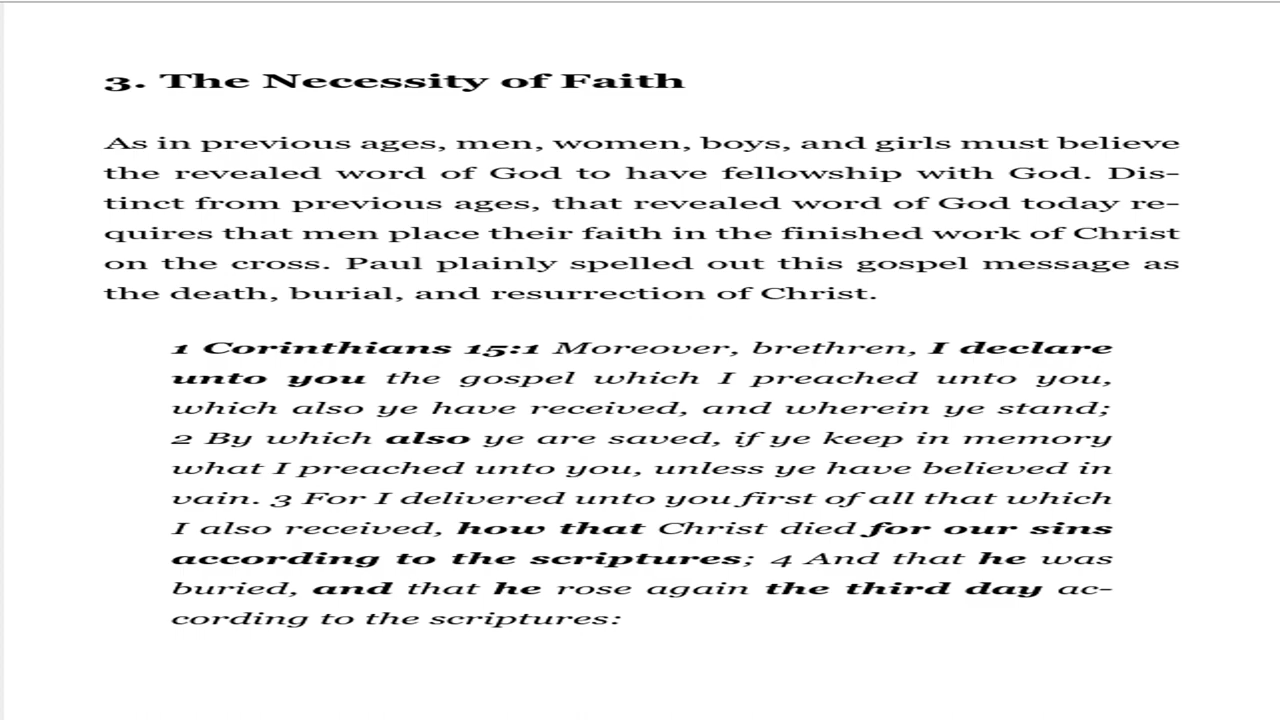 3. The Necessity of Faith
As in previous ages, men, women, boys, and girls must believe
the revealed word of God to have fellowship with God. Dis-
tinct from previous ages, that revealed word of God today re-
quires that men place their faith in the finished work of Christ
on the cross. Paul plainly spelled out this gospel message as
the death, burial, and resurrection of Christ.
1 Corinthians 15:1 Moreover, brethren, I declare
unto you the gospel which I preached unto you,
which also ye have received, and wherein ye stand;
2 By which also ye are saved, if ye keep in memory
what I preached unto you, unless ye have believed in
vain. 3 For I delivered unto you first of all that which
I also received, how that Christ died for our sins
according to the scriptures; 4 And that he was
buried, and that he rose again the third day ac-
cording to the scriptures: